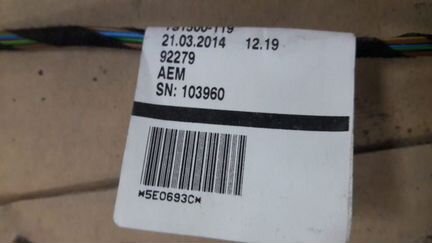 21.03.2014 12.19
92279
AEM
SN: 103960
*5E0693C*